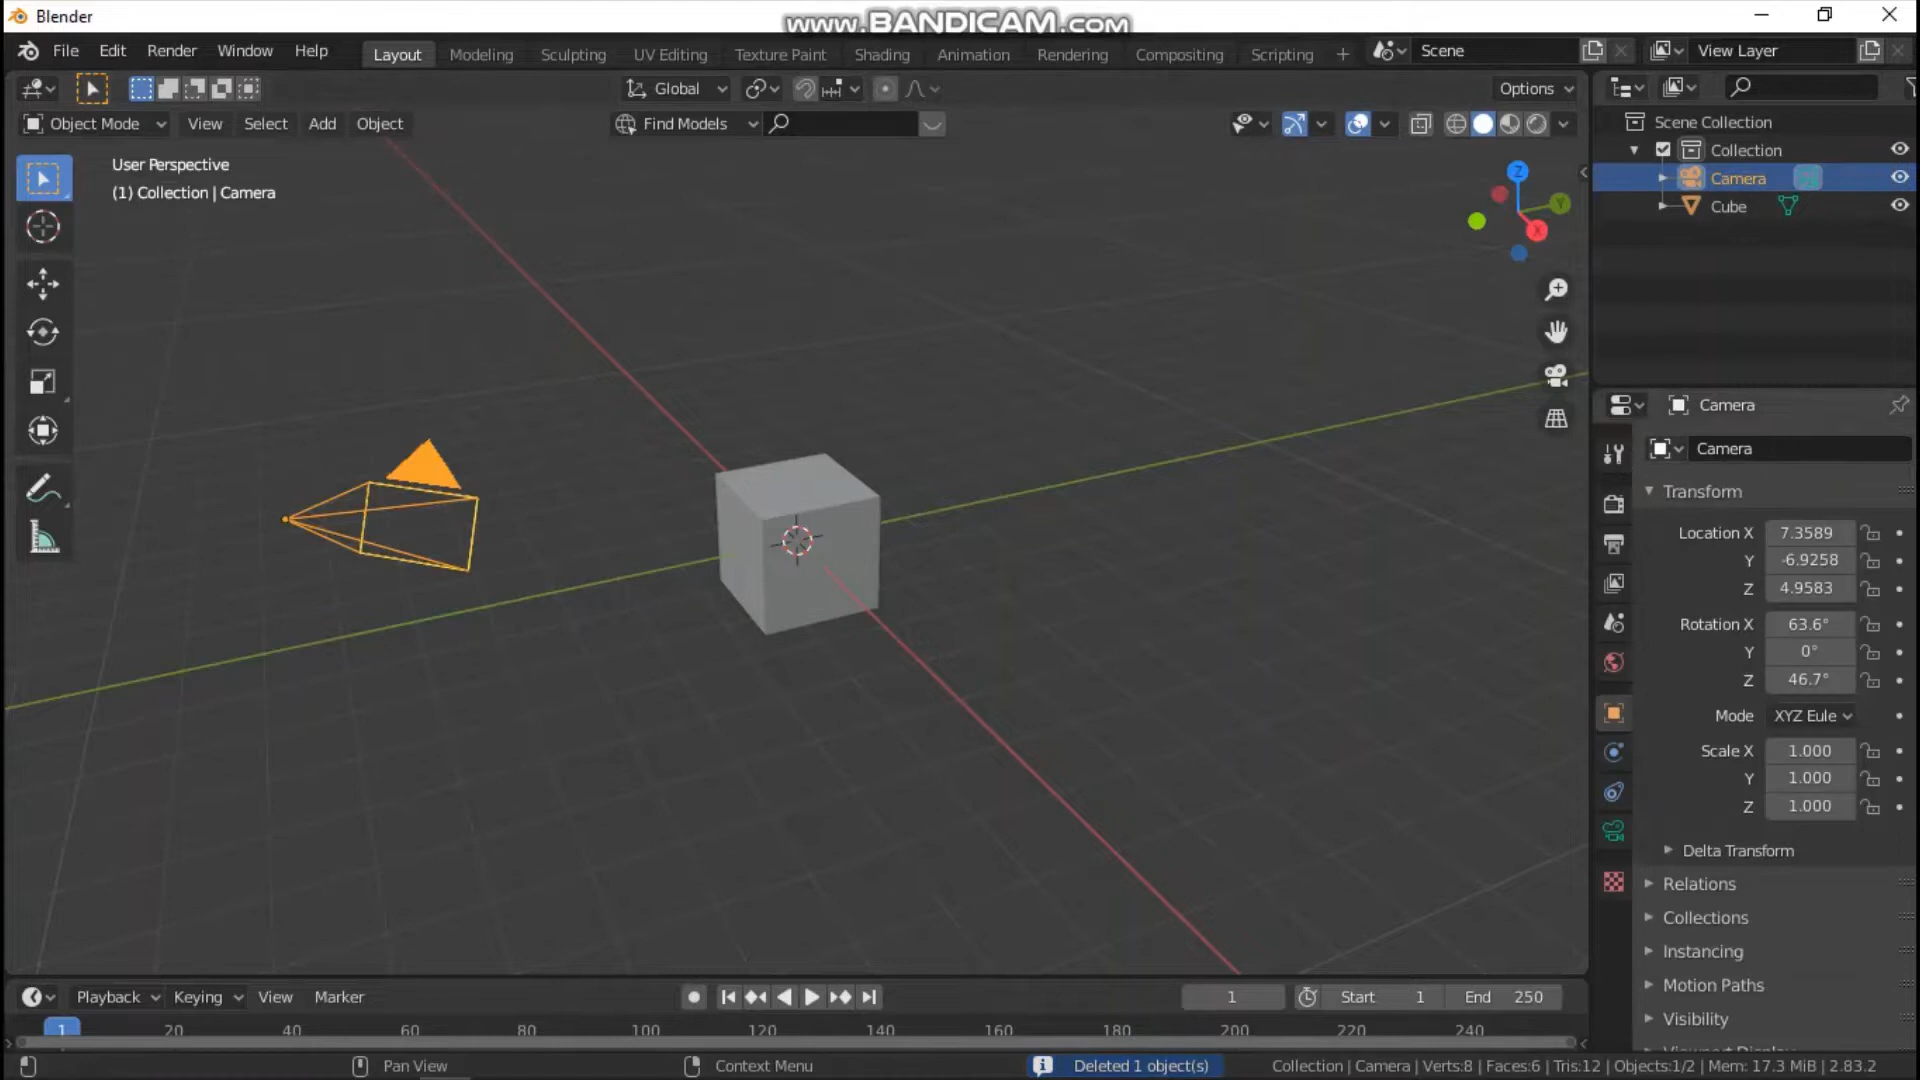 Blender
www.BANDICAM.com
File Edit Render Window Help
Layout Modeling Sculpting UV Editing Texture Paint Shading Animation Rendering Compositing Scripting +
Scene
View Layer
Global
Options
Object Mode View Select Add Object
Find Models
User Perspective
(1) Collection | Camera
Z
Y
X
Scene Collection
Collection
Camera
Cube
Camera
Camera
Transform
Location X 7.3589
Y -6.9258
Z 4.9583
Rotation X 63.6°
Y 0°
Z 46.7°
Mode XYZ Eule
Scale X 1.000
Y 1.000
Z 1.000
Delta Transform
Relations
Collections
Instancing
Motion Paths
Visibility
Playback Keying View Marker
1
Start 1
End 250
1 20 40 60 80 100 120 140 160 180 200 220 240
Pan View
Context Menu
Deleted 1 object(s)
Collection | Camera | Verts:8 | Faces:6 | Tris:12 | Objects:1/2 | Mem: 17.3 MiB | 2.83.2